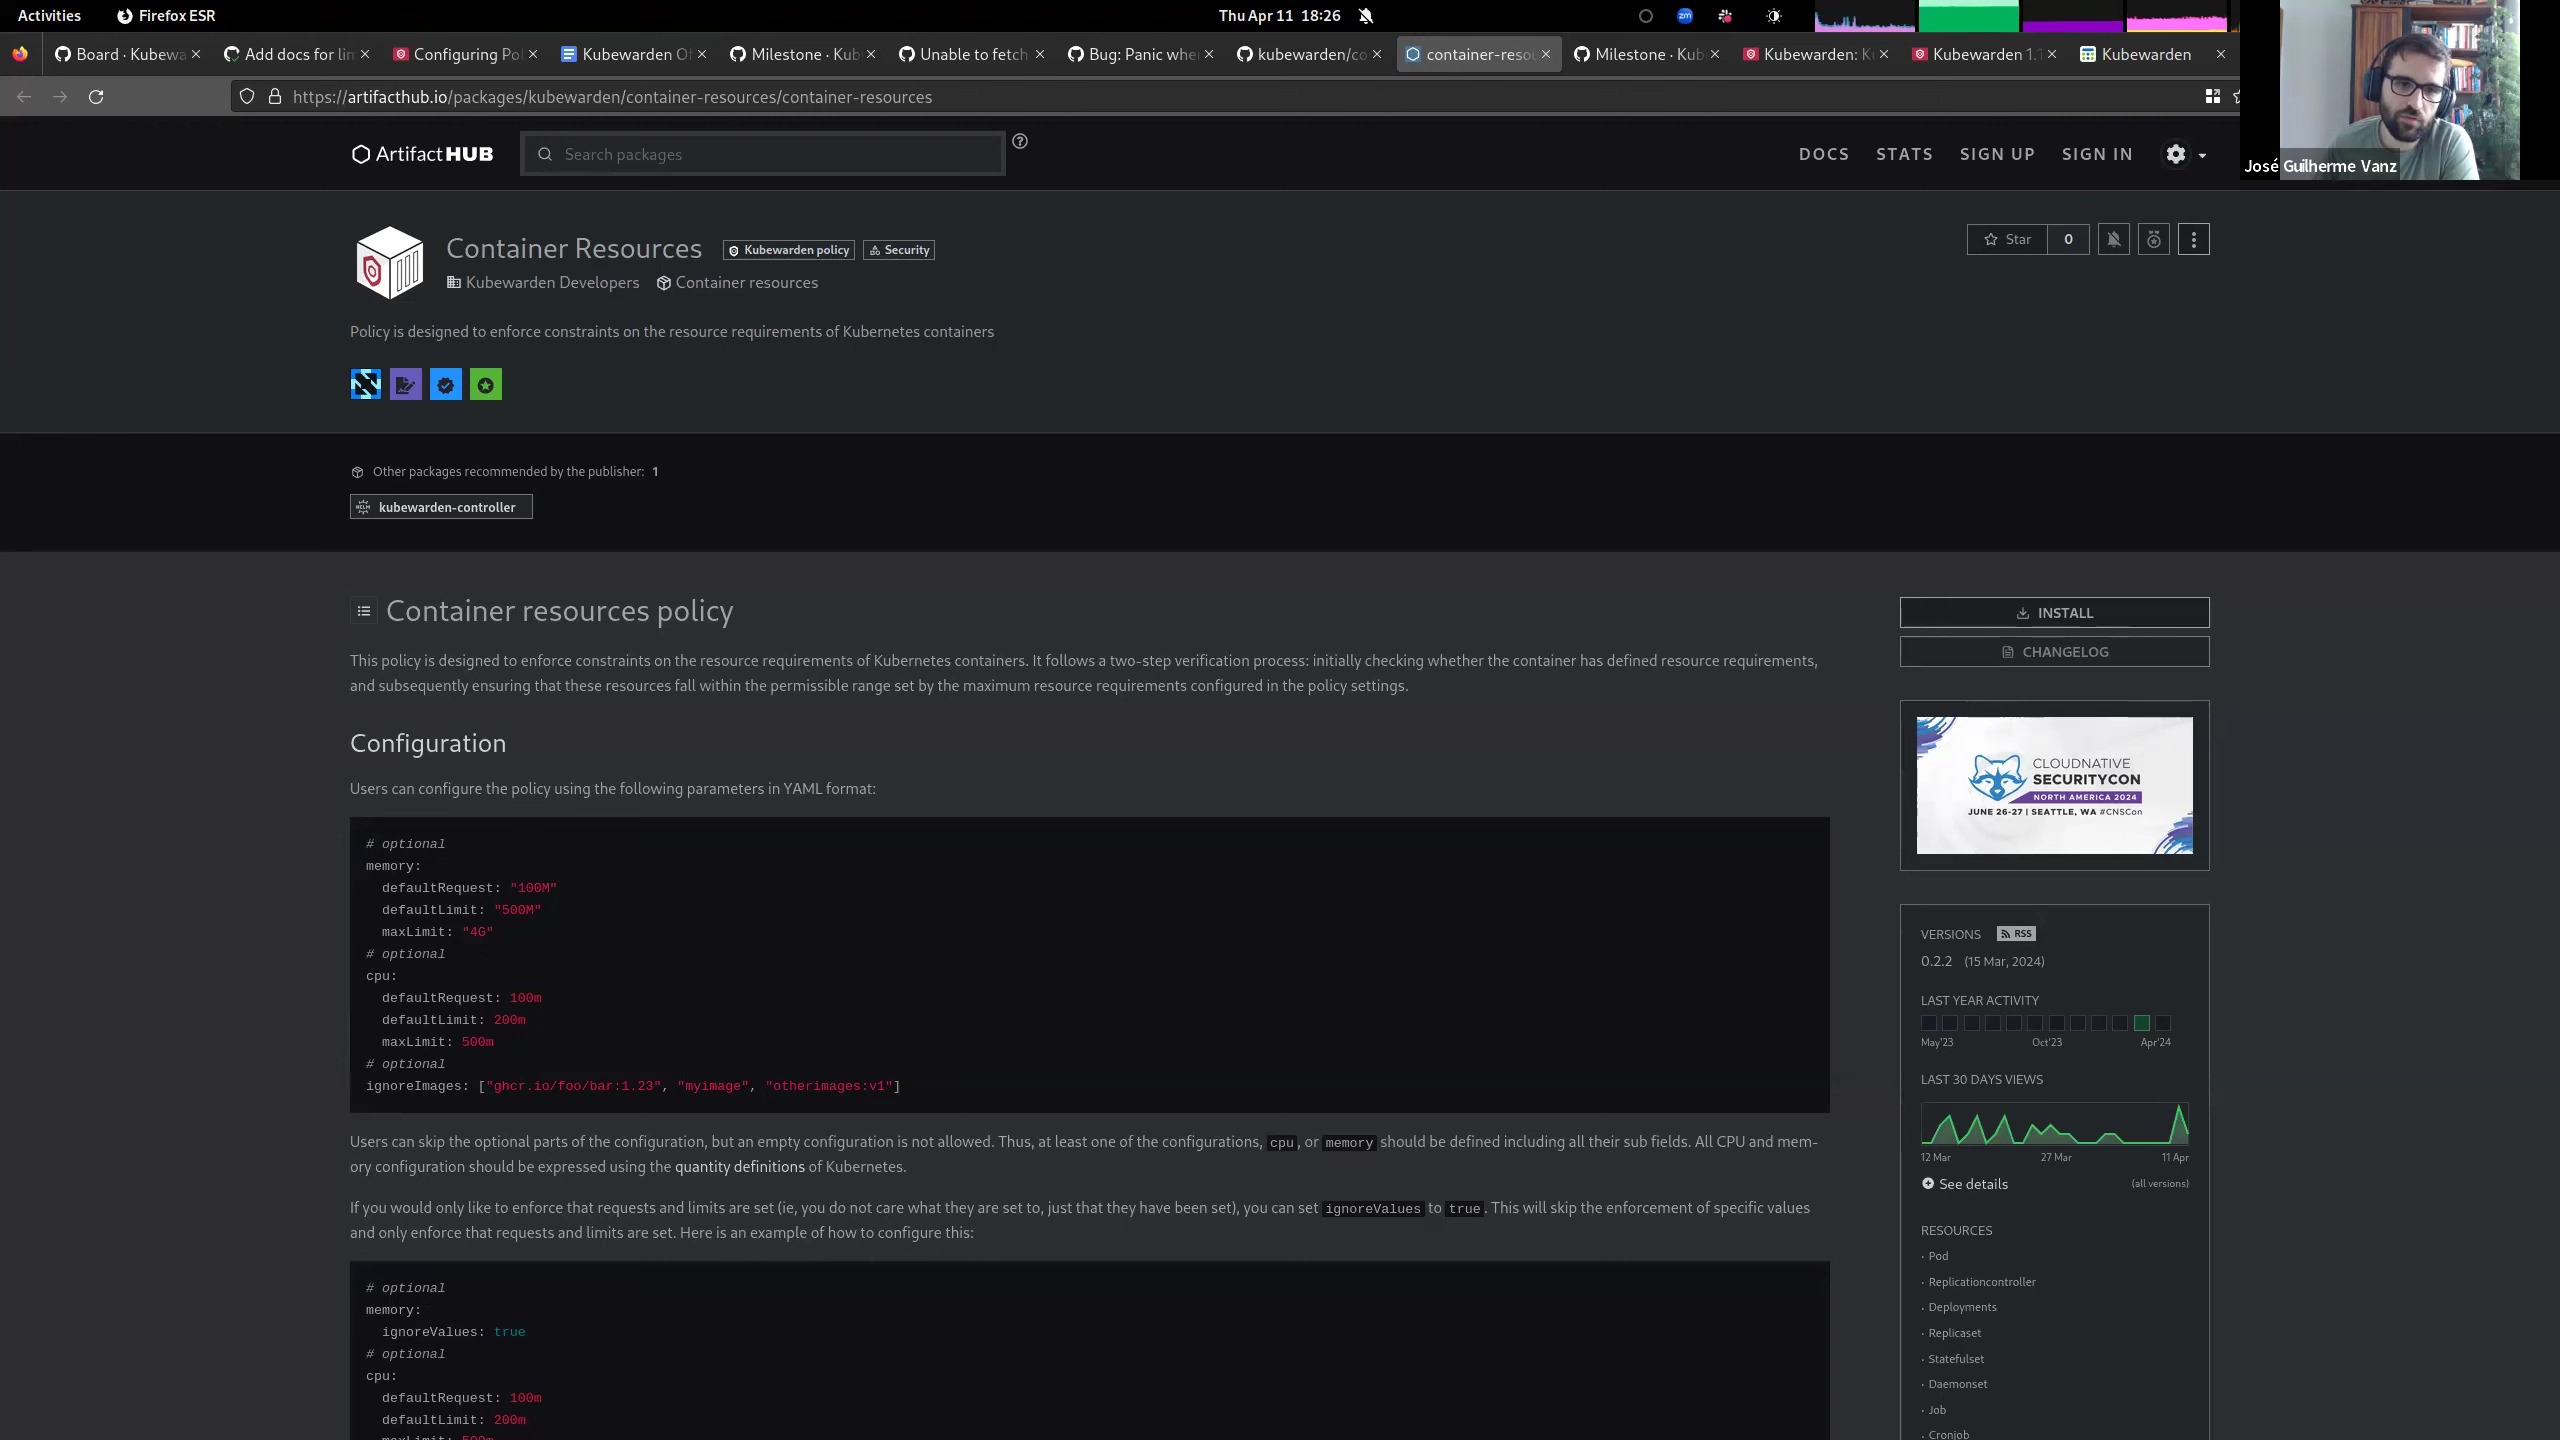 Activities
Firefox ESR
Thu Apr 11 18:26
zm
Board · Kubewa
Add docs for lim
Configuring Pol
Kubewarden Of
Milestone · Kub
Unable to fetch
Bug: Panic whe
kubewarden/co
container-resou
Milestone · Kub
Kubewarden: K
Kubewarden 1.1
Kubewarden
https://artifacthub.io/packages/kubewarden/container-resources/container-resources
José Guilherme Vanz
ArtifactHUB
Search packages
DOCS
STATS
SIGN UP
SIGN IN
Container Resources
Kubewarden policy
Security
Star
0
Kubewarden Developers
Container resources
Policy is designed to enforce constraints on the resource requirements of Kubernetes containers
Other packages recommended by the publisher: 1
HELM
kubewarden-controller
Container resources policy
This policy is designed to enforce constraints on the resource requirements of Kubernetes containers. It follows a two-step verification process: initially checking whether the container has defined resource requirements,
and subsequently ensuring that these resources fall within the permissible range set by the maximum resource requirements configured in the policy settings.
Configuration
Users can configure the policy using the following parameters in YAML format:
# optional
memory:
  defaultRequest: "100M"
  defaultLimit: "500M"
  maxLimit: "4G"
# optional
cpu:
  defaultRequest: 100m
  defaultLimit: 200m
  maxLimit: 500m
# optional
ignoreImages: ["ghcr.io/foo/bar:1.23", "myimage", "otherimages:v1"]
Users can skip the optional parts of the configuration, but an empty configuration is not allowed. Thus, at least one of the configurations, cpu, or memory should be defined including all their sub fields. All CPU and mem-
ory configuration should be expressed using the quantity definitions of Kubernetes.
If you would only like to enforce that requests and limits are set (ie, you do not care what they are set to, just that they have been set), you can set ignoreValues to true. This will skip the enforcement of specific values
and only enforce that requests and limits are set. Here is an example of how to configure this:
# optional
memory:
  ignoreValues: true
# optional
cpu:
  defaultRequest: 100m
  defaultLimit: 200m
  maxLimit: 500m
INSTALL
CHANGELOG
CLOUDNATIVE
SECURITYCON
NORTH AMERICA 2024
JUNE 26-27 | SEATTLE, WA #CNSCon
VERSIONS
RSS
0.2.2 (15 Mar, 2024)
LAST YEAR ACTIVITY
May'23
Oct'23
Apr'24
LAST 30 DAYS VIEWS
12 Mar
27 Mar
11 Apr
See details
(all versions)
RESOURCES
· Pod
· Replicationcontroller
· Deployments
· Replicaset
· Statefulset
· Daemonset
· Job
· Cronjob